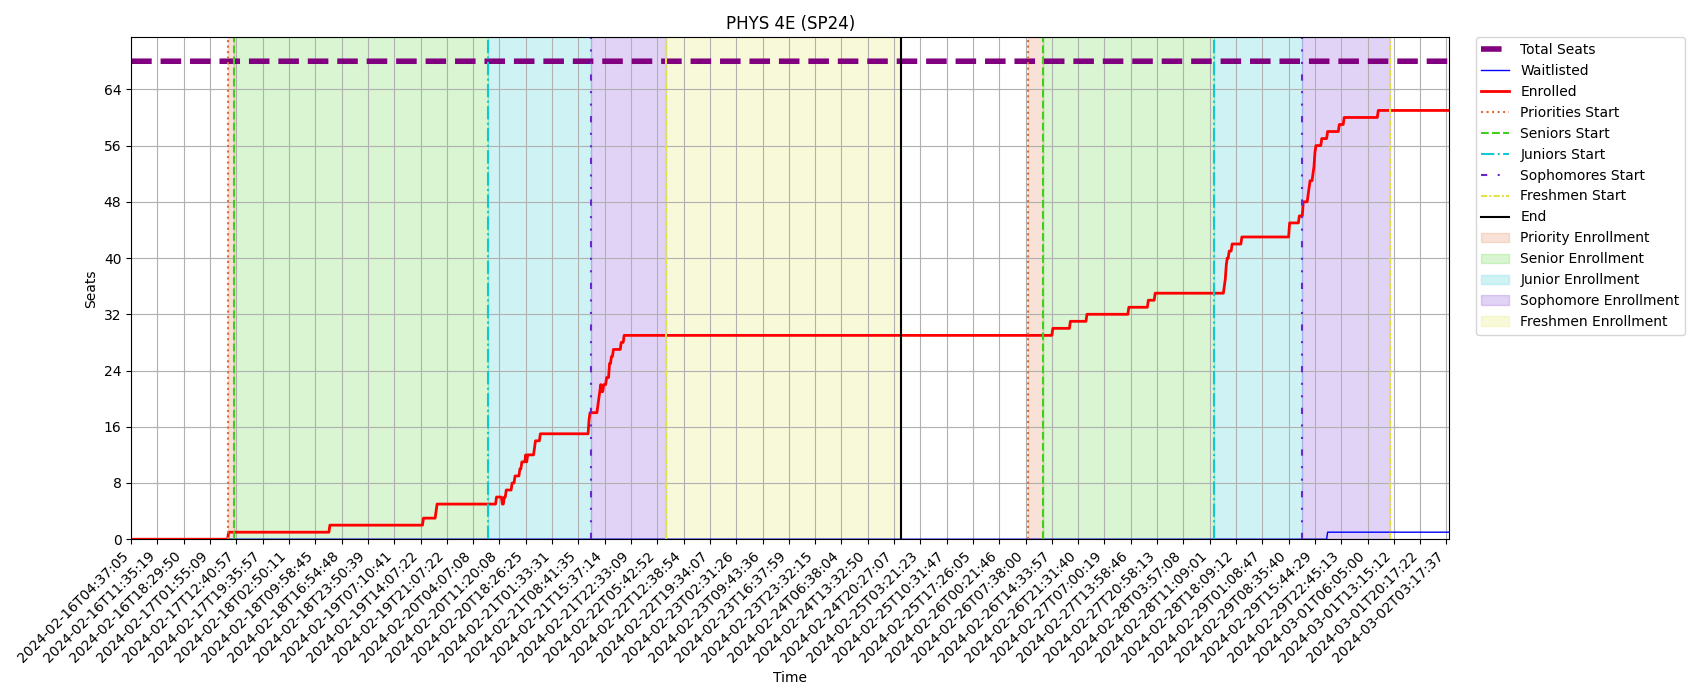 PHYS 4E (SP24)
Seats
64
56
48
40
32
24
16
8
0
2024-02-16T04:37:05
2024-02-16T11:35:19
2024-02-16T18:29:50
2024-02-17T01:55:09
2024-02-17T12:40:57
2024-02-17T19:35:57
2024-02-18T02:50:11
2024-02-18T09:58:45
2024-02-18T16:54:48
2024-02-18T23:50:39
2024-02-19T07:10:41
2024-02-19T14:07:22
2024-02-19T21:07:22
2024-02-20T04:07:08
2024-02-20T11:20:08
2024-02-20T18:26:25
2024-02-21T01:33:31
2024-02-21T08:41:35
2024-02-21T15:37:14
2024-02-21T22:33:09
2024-02-22T05:42:52
2024-02-22T12:38:54
2024-02-22T19:34:07
2024-02-23T02:31:26
2024-02-23T09:43:36
2024-02-23T16:37:59
2024-02-23T23:32:15
2024-02-24T06:38:04
2024-02-24T13:32:50
2024-02-24T20:27:07
2024-02-25T03:21:23
2024-02-25T10:31:47
2024-02-25T17:26:05
2024-02-26T00:21:46
2024-02-26T07:38:00
2024-02-26T14:33:57
2024-02-26T21:31:40
2024-02-27T07:00:19
2024-02-27T13:58:46
2024-02-27T20:58:13
2024-02-28T03:57:08
2024-02-28T11:09:01
2024-02-28T18:09:12
2024-02-29T01:08:47
2024-02-29T08:35:40
2024-02-29T15:44:29
2024-02-29T22:45:13
2024-03-01T06:05:00
2024-03-01T13:15:12
2024-03-01T20:17:22
2024-03-02T03:17:37
Time
Total Seats
Waitlisted
Enrolled
Priorities Start
Seniors Start
Juniors Start
Sophomores Start
Freshmen Start
End
Priority Enrollment
Senior Enrollment
Junior Enrollment
Sophomore Enrollment
Freshmen Enrollment